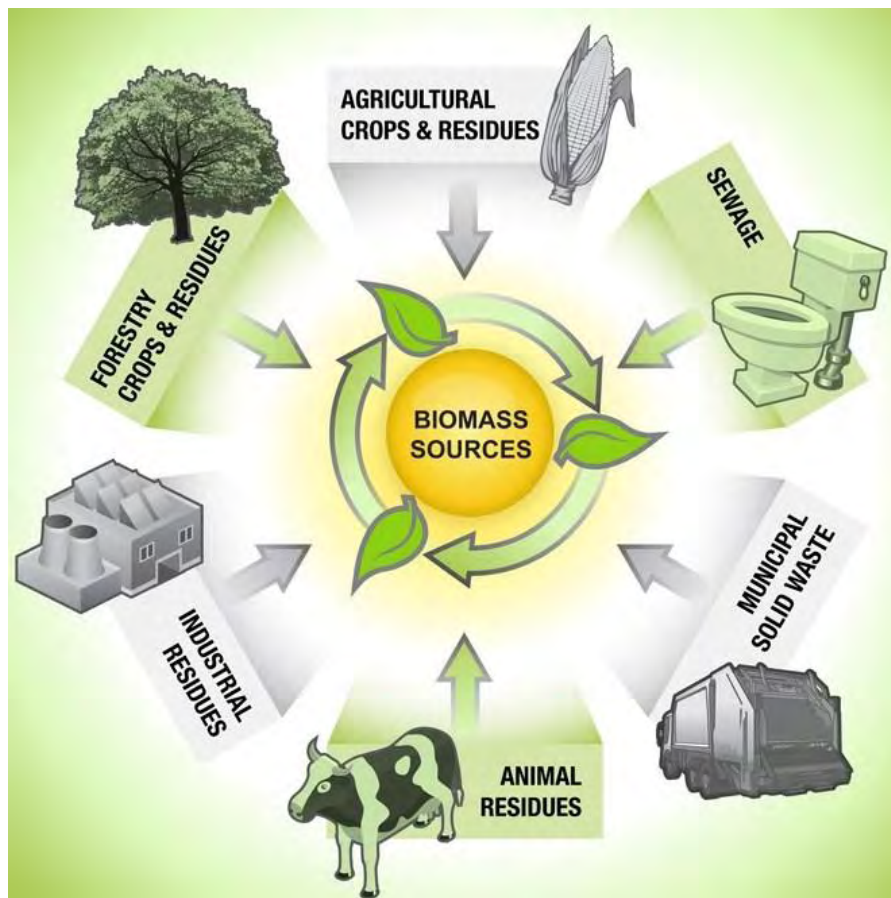 AGRICULTURAL
CROPS & RESIDUES
SEWAGE
FORESTRY
CROPS & RESIDUES
BIOMASS
SOURCES
MUNICIPAL
SOLID WASTE
INDUSTRIAL
RESIDUES
ANIMAL
RESIDUES